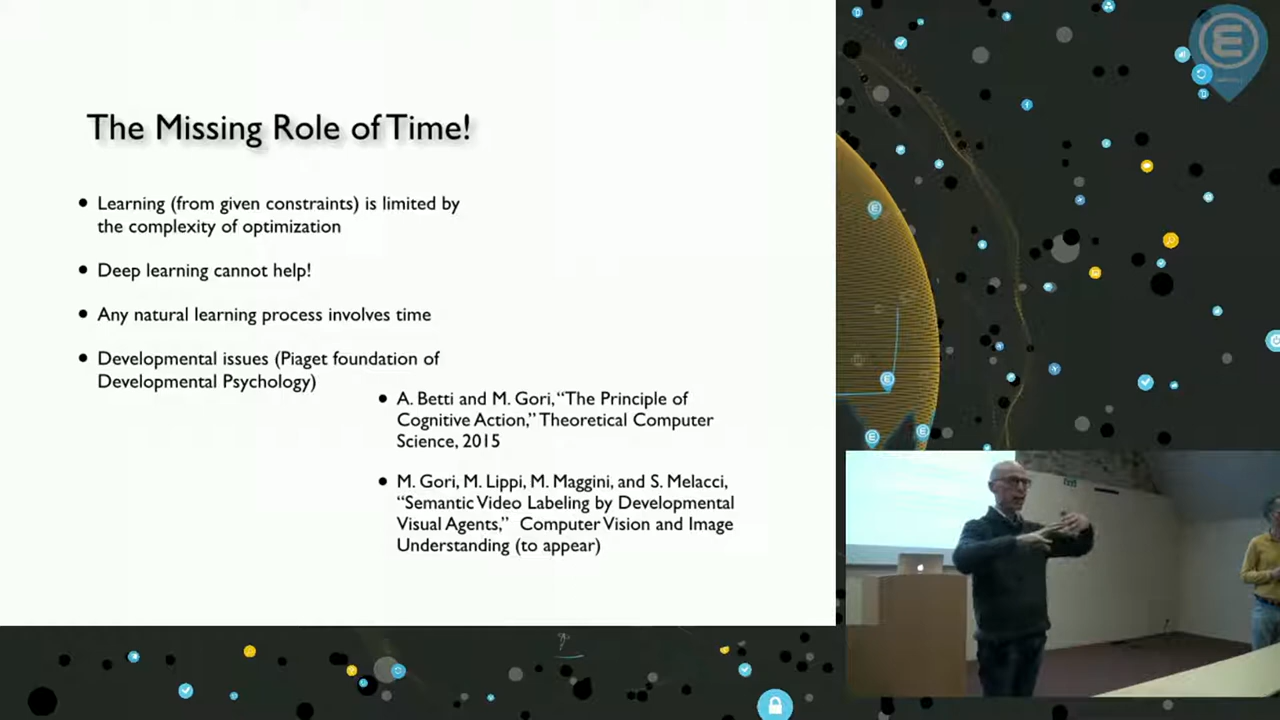 The Missing Role of Time!
• Learning (from given constraints) is limited by
the complexity of optimization
• Deep learning cannot help!
• Any natural learning process involves time
• Developmental issues (Piaget foundation of
Developmental Psychology)
• A. Betti and M. Gori, “The Principle of
Cognitive Action,” Theoretical Computer
Science, 2015
• M. Gori, M. Lippi, M. Maggini, and S. Melacci,
“Semantic Video Labeling by Developmental
Visual Agents,” Computer Vision and Image
Understanding (to appear)